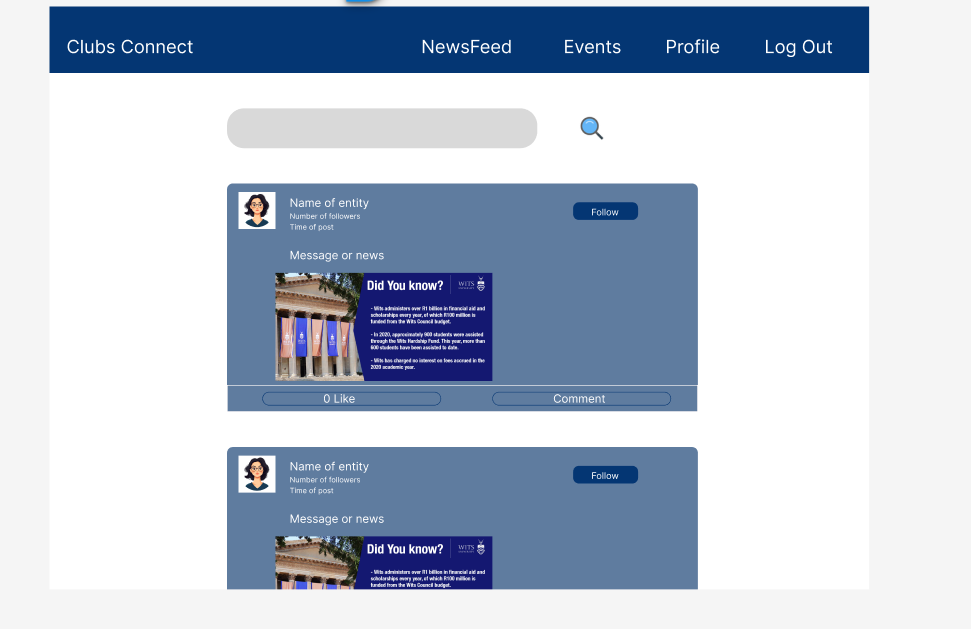 Clubs Connect
NewsFeed
Events
Profile
Log Out
Name of entity
Number of followers
Time of post
Follow
Message or news
Did You know?
WITS
- Wits administers over R1 billion in financial aid and
scholarships every year, of which R100 million is
funded from the Wits Council budget.
- In 2020, approximately 900 students were assisted
through the Wits Hardship Fund. This year, more than
600 students have been assisted to date.
- Wits has charged no interest on fees accrued in the
2020 academic year.
0 Like
Comment
Name of entity
Number of followers
Time of post
Follow
Message or news
Did You know?
WITS
- Wits administers over R1 billion in financial aid and
scholarships every year, of which R100 million is
funded from the Wits Council budget.